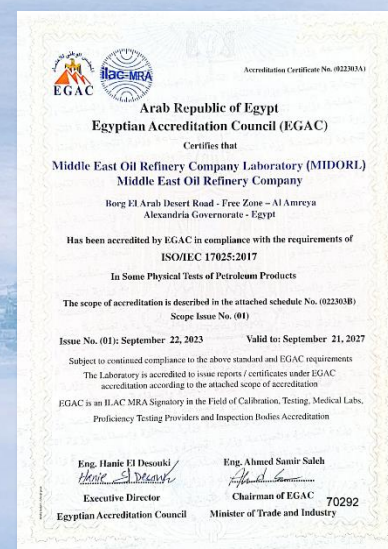 EGAC
ilac-MRA
Accreditation Certificate No. (022303A)
Arab Republic of Egypt
Egyptian Accreditation Council (EGAC)
Certifies that
Middle East Oil Refinery Company Laboratory (MIDORL)
Middle East Oil Refinery Company
Borg El Arab Desert Road - Free Zone – Al Amreya
Alexandria Governorate - Egypt
Has been accredited by EGAC in compliance with the requirements of
ISO/IEC 17025:2017
In Some Physical Tests of Petroleum Products
The scope of accreditation is described in the attached schedule No. (022303B)
Scope Issue No. (01)
Issue No. (01): September 22, 2023 Valid to: September 21, 2027
Subject to continued compliance to the above standard and EGAC requirements
The Laboratory is accredited to issue reports / certificates under EGAC
accreditation according to the attached scope of accreditation
EGAC is an ILAC MRA Signatory in the Field of Calibration, Testing, Medical Labs,
Proficiency Testing Providers and Inspection Bodies Accreditation
Eng. Hanie El Desouki Eng. Ahmed Samir Saleh
Hanie El Desouki
Executive Director Chairman of EGAC
Egyptian Accreditation Council Minister of Trade and Industry
70292